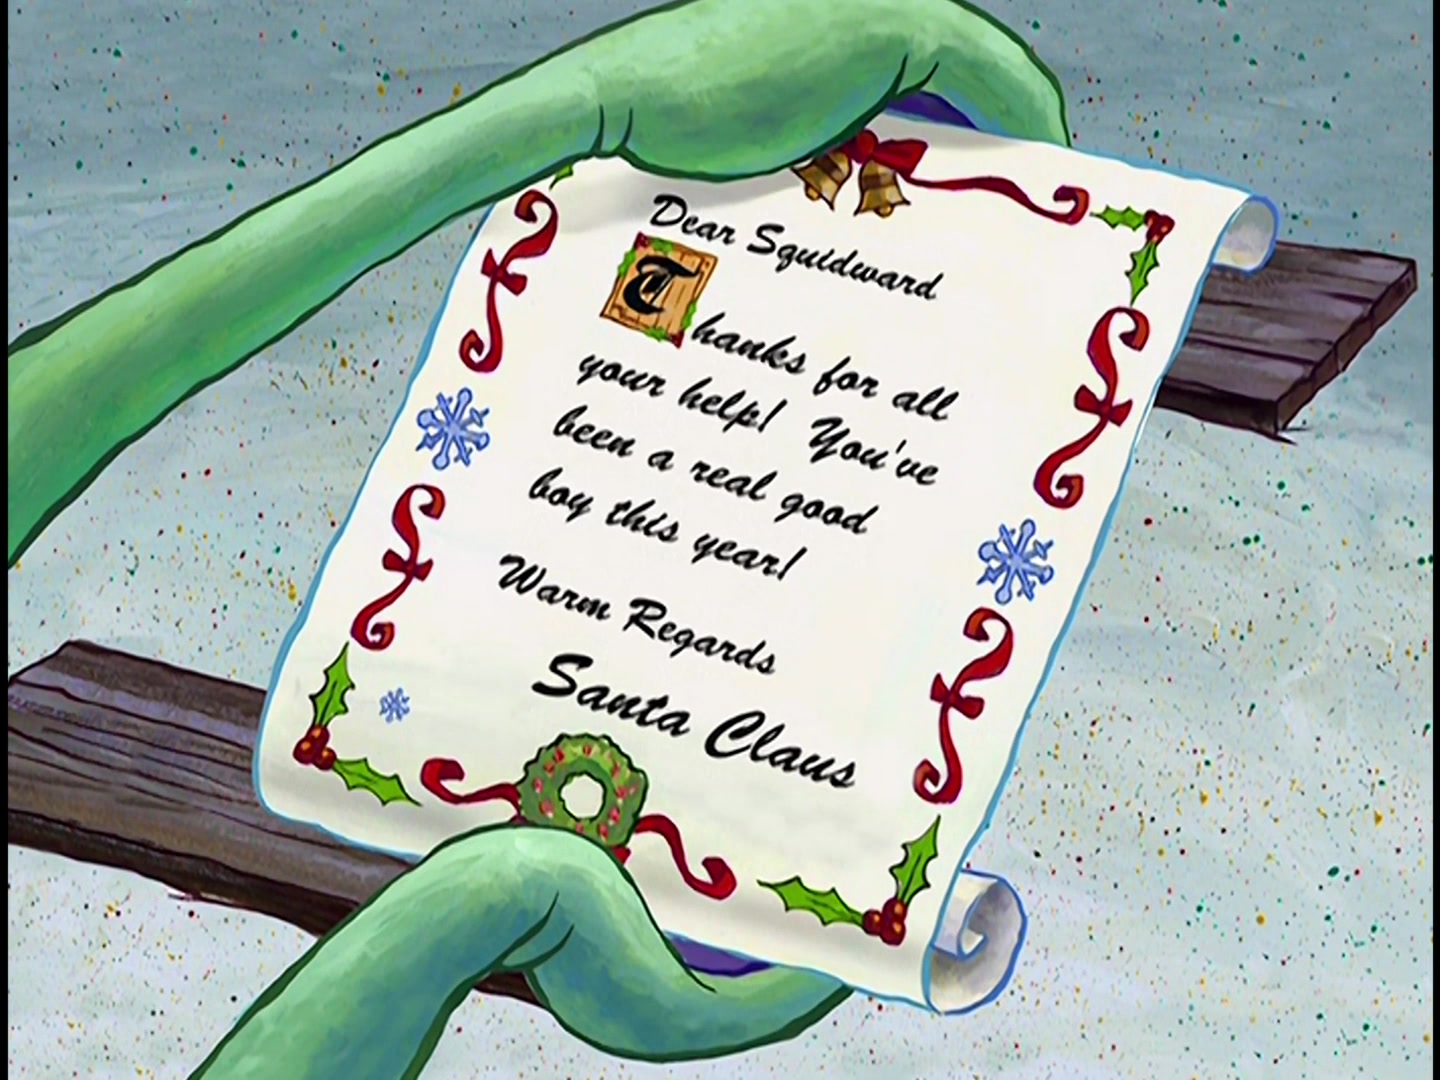 Dear Squidward
Thanks for all
your help! You've
been a real good
boy this year!
Warm Regards
Santa Claus